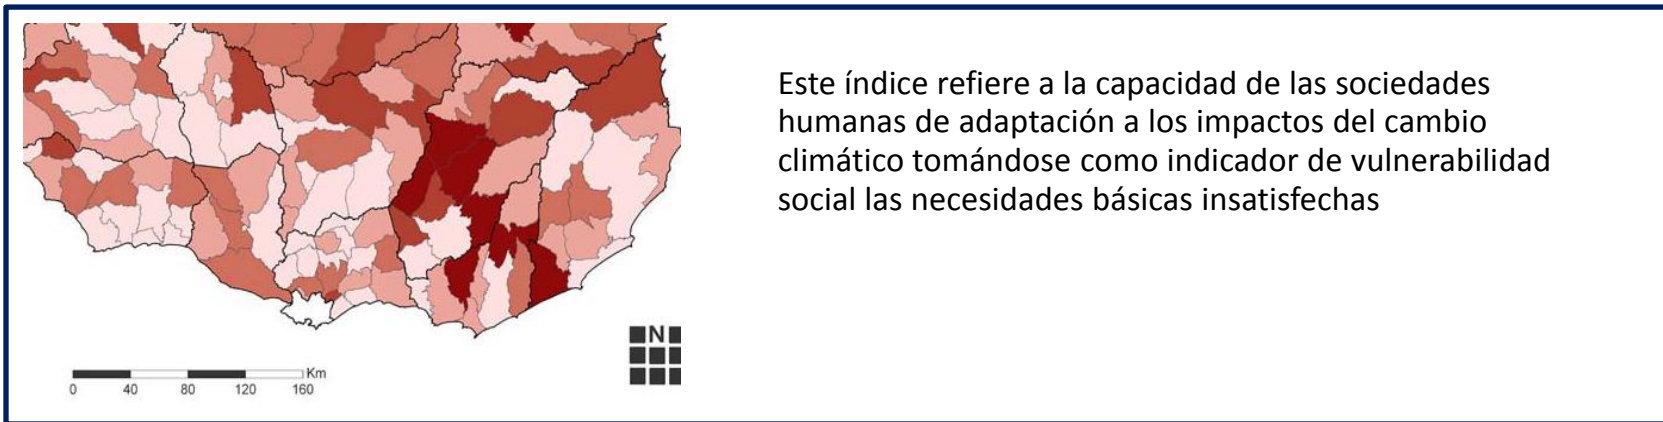 Este índice refiere a la capacidad de las sociedades
humanas de adaptación a los impactos del cambio
climático tomándose como indicador de vulnerabilidad
social las necesidades básicas insatisfechas
N
Km
0 40 80 120 160